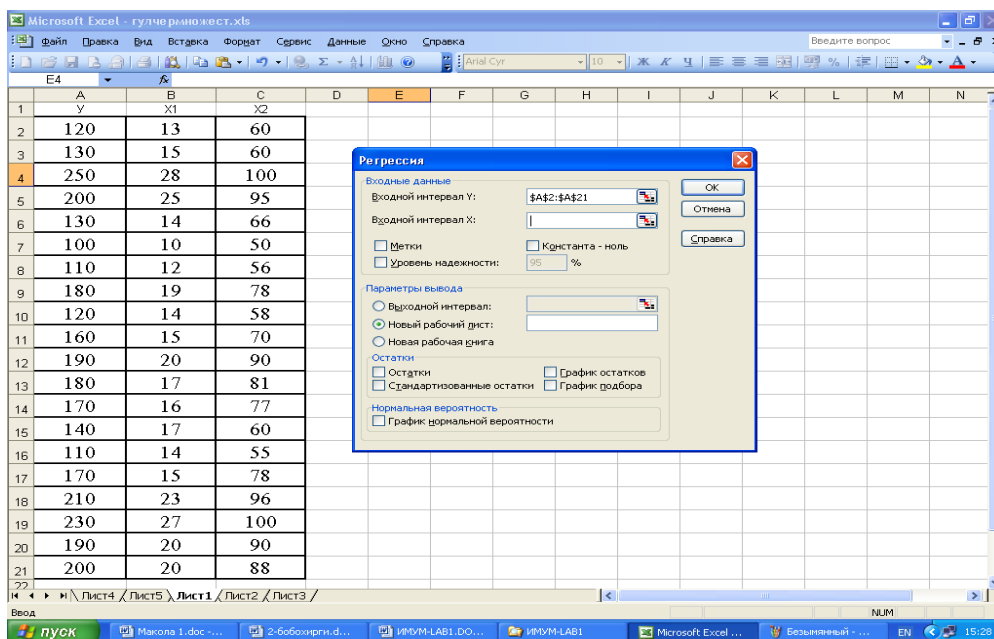 Microsoft Excel - гулчермножест.xls
Файл Правка Вид Вставка Формат Сервис Данные Окно Справка Введите вопрос
Arial Cyr 10 Ж К Ч
E4 fx
A B C D E F G H I J K L M N
1 У X1 X2
2 120 13 60
3 130 15 60
4 250 28 100
5 200 25 95
6 130 14 66
7 100 10 50
8 110 12 56
9 180 19 78
10 120 14 58
11 160 15 70
12 190 20 90
13 180 17 81
14 170 16 77
15 140 17 60
16 110 14 55
17 170 15 78
18 210 23 96
19 230 27 100
20 190 20 90
21 200 20 88
22
Регрессия
Входные данные
Входной интервал Y: $A$2:$A$21
Входной интервал X:
Метки Константа - ноль
Уровень надежности: 95 %
Параметры вывода
Выходной интервал:
Новый рабочий лист:
Новая рабочая книга
Остатки
Остатки График остатков
Стандартизованные остатки График подбора
Нормальная вероятность
График нормальной вероятности
OK
Отмена
Справка
Лист4 Лист5 Лист1 Лист2 Лист3
Ввод NUM
пуск Макола 1.doc -... 2-бобохирги.d... ИМУМ-LAB1.DO... ИМУМ-LAB1 Microsoft Excel ... Безымянный - ... EN 15:28